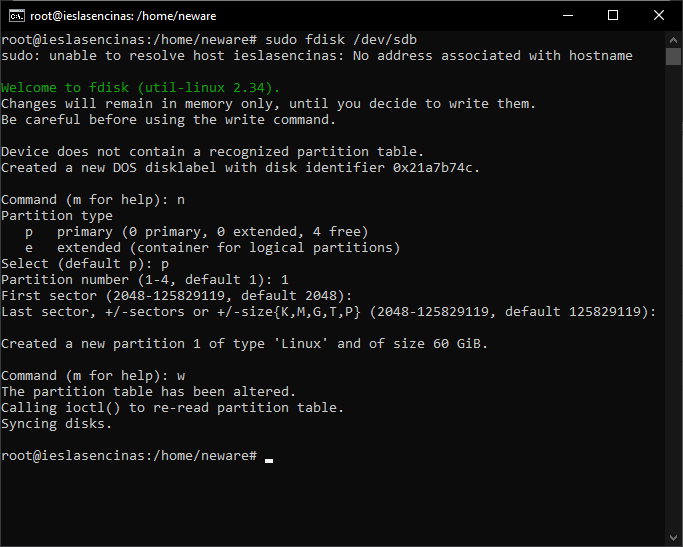 root@ieslasencinas: /home/neware
root@ieslasencinas:/home/neware# sudo fdisk /dev/sdb
sudo: unable to resolve host ieslasencinas: No address associated with hostname
Welcome to fdisk (util-linux 2.34).
Changes will remain in memory only, until you decide to write them.
Be careful before using the write command.
Device does not contain a recognized partition table.
Created a new DOS disklabel with disk identifier 0x21a7b74c.
Command (m for help): n
Partition type
p   primary (0 primary, 0 extended, 4 free)
e   extended (container for logical partitions)
Select (default p): p
Partition number (1-4, default 1): 1
First sector (2048-125829119, default 2048):
Last sector, +/-sectors or +/-size{K,M,G,T,P} (2048-125829119, default 125829119):
Created a new partition 1 of type 'Linux' and of size 60 GiB.
Command (m for help): w
The partition table has been altered.
Calling ioctl() to re-read partition table.
Syncing disks.
root@ieslasencinas:/home/neware#